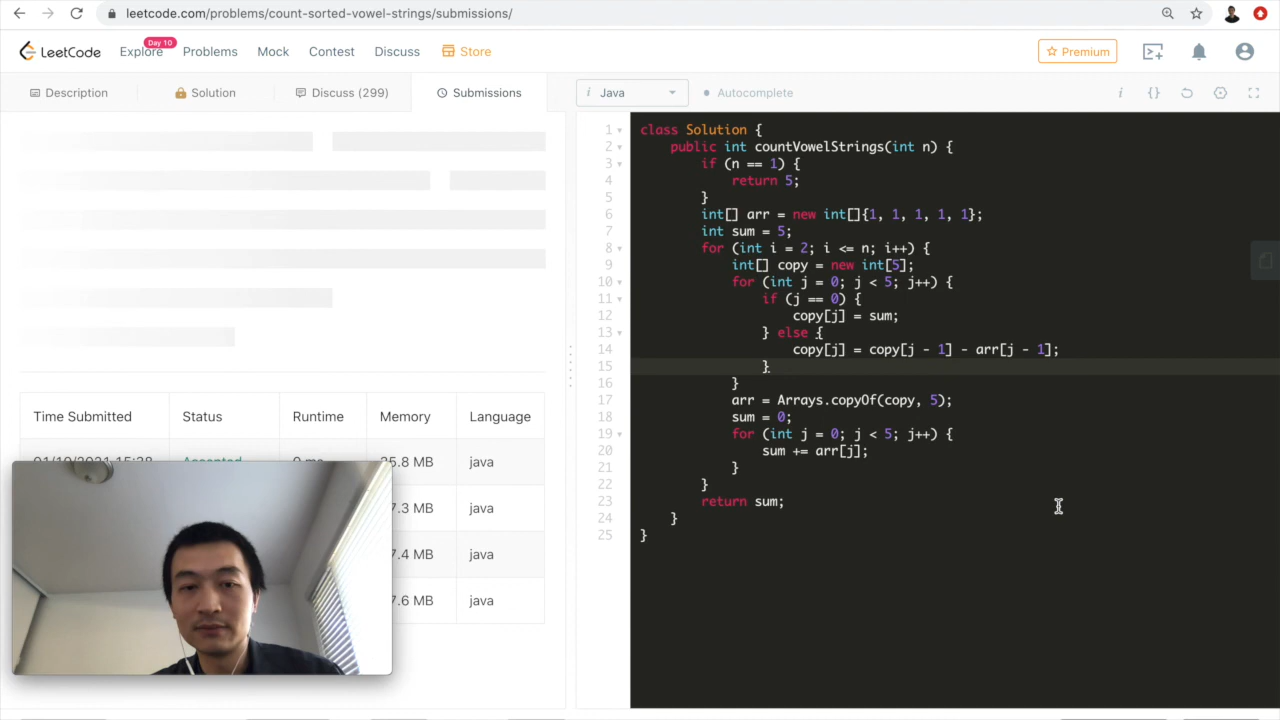 leetcode.com/problems/count-sorted-vowel-strings/submissions/
LeetCode
Explore
Day 10
Problems
Mock
Contest
Discuss
Store
Premium
Description
Solution
Discuss (299)
Submissions
i Java
Autocomplete
i {}
1 class Solution {
2 public int countVowelStrings(int n) {
3 if (n == 1) {
4 return 5;
5 }
6 int[] arr = new int[]{1, 1, 1, 1, 1};
7 int sum = 5;
8 for (int i = 2; i <= n; i++) {
9 int[] copy = new int[5];
10 for (int j = 0; j < 5; j++) {
11 if (j == 0) {
12 copy[j] = sum;
13 } else {
14 copy[j] = copy[j - 1] - arr[j - 1];
15 }
16 }
17 arr = Arrays.copyOf(copy, 5);
18 sum = 0;
19 for (int j = 0; j < 5; j++) {
20 sum += arr[j];
21 }
22 }
23 return sum;
24 }
25 }
Time Submitted Status Runtime Memory Language
Accepted 5.8 MB java
7.3 MB java
7.4 MB java
7.6 MB java